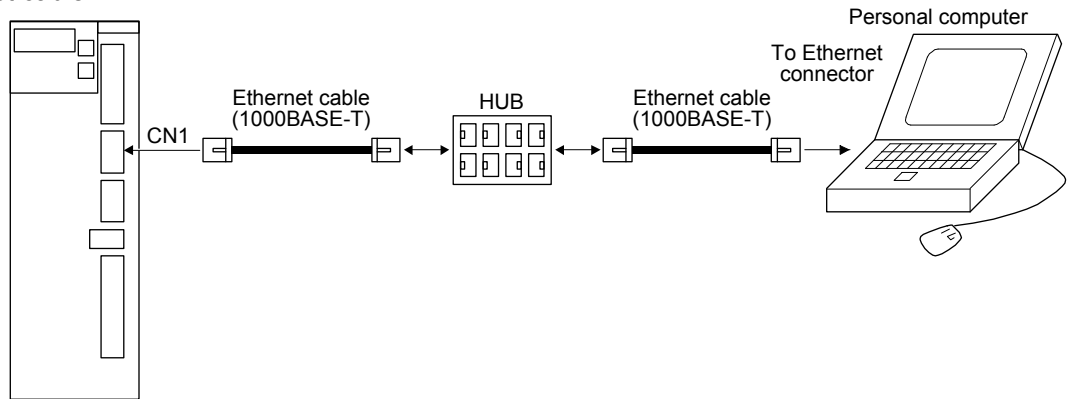 Personal computer
To Ethernet
connector
Ethernet cable
(1000BASE-T)
HUB
Ethernet cable
(1000BASE-T)
CN1